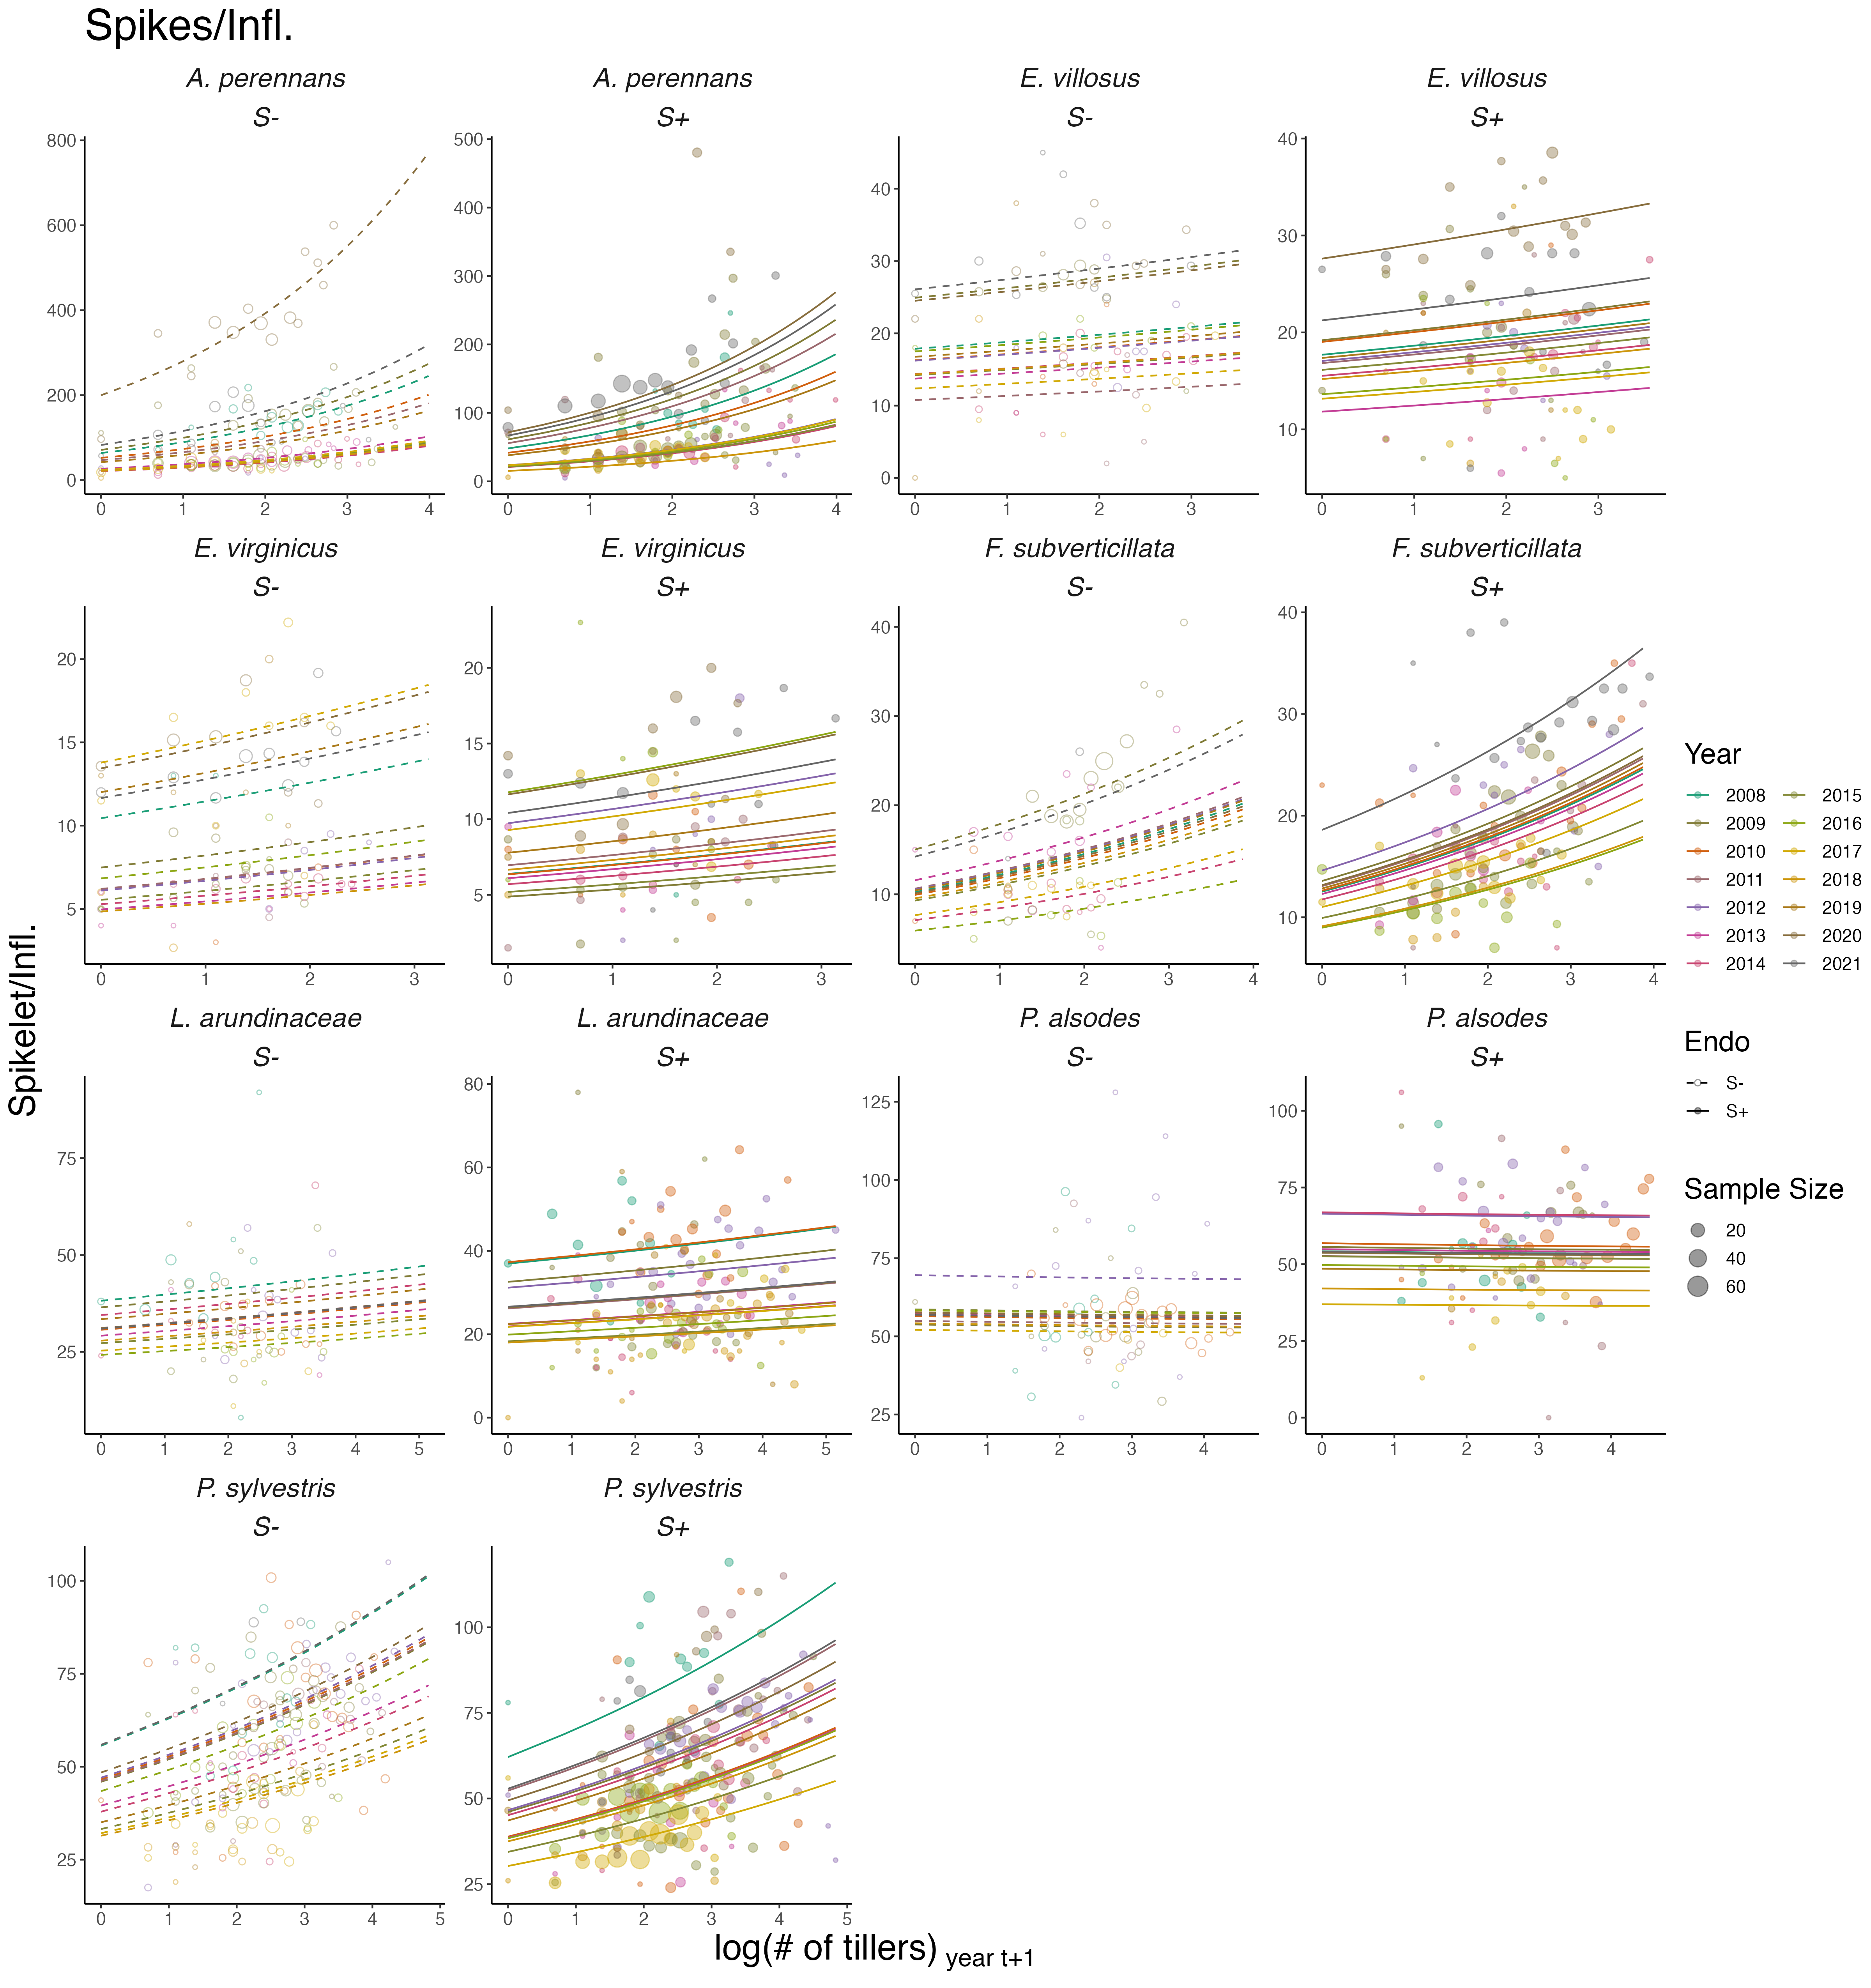 Spikes/Infl.
A. perennans A. perennans E. villosus E. villosus
S- S+ S- S+
800 500 40 40
600 400 30 30
400 300 20 20
200 200 10 10
0 100 0
0
0 1 2 3 4 0 1 2 3 4 0 1 2 3 0 1 2 3
E. virginicus E. virginicus F. subverticillata F. subverticillata
S- S+ S- S+
20 20 40 40
15 15 30 30
10 10 20 20
5 5 10 10
0 1 2 3 0 1 2 3 0 1 2 3 4 0 1 2 3 4
L. arundinaceae L. arundinaceae P. alsodes P. alsodes
S- S+ S- S+
75 80 125 100
50 60 100 75
25 40 75 50
20 50 25
0 25 0
0 1 2 3 4 5 0 1 2 3 4 5 0 1 2 3 4 0 1 2 3 4
P. sylvestris P. sylvestris
S- S+
100 100
75 75
50 50
25 25
0 1 2 3 4 5 0 1 2 3 4 5
Spikelet/Infl.
log(# of tillers) year t+1
Year
2008 2015
2009 2016
2010 2017
2011 2018
2012 2019
2013 2020
2014 2021
Endo
S-
S+
Sample Size
20
40
60